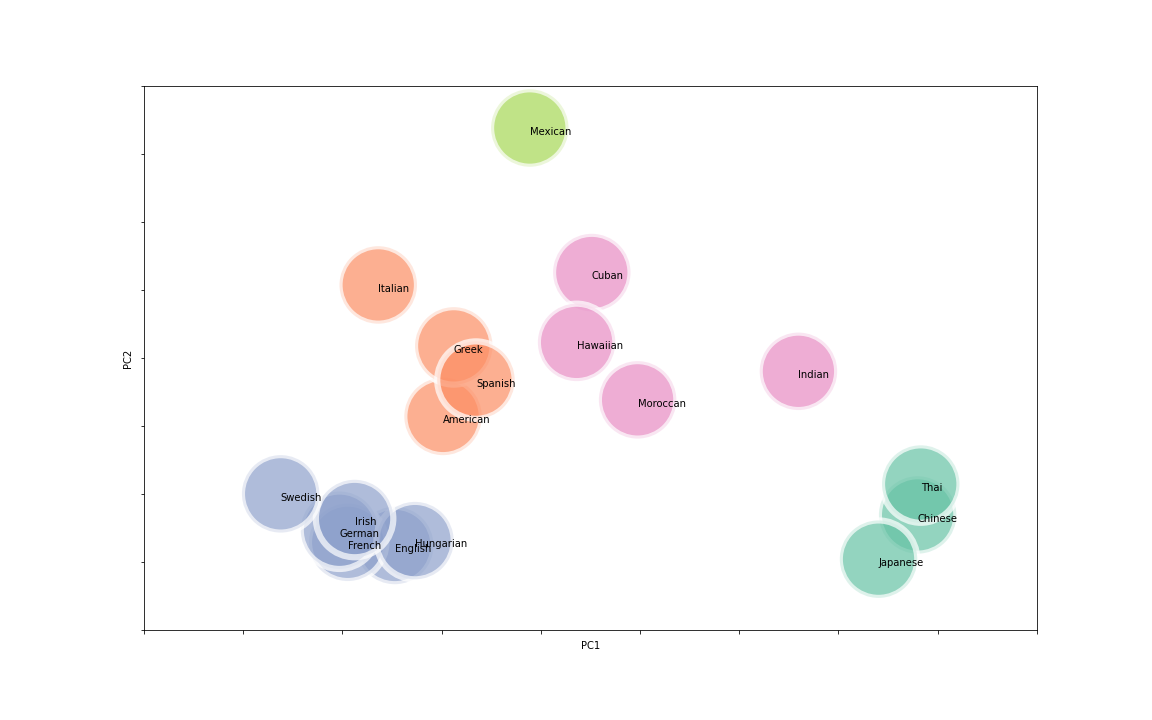 Mexican
Cuban
Italian
Hawaiian
Greek
Indian
Spanish
Moroccan
American
Thai
Swedish
Chinese
Irish
German
Hungarian
French
English
Japanese
PC2
PC1